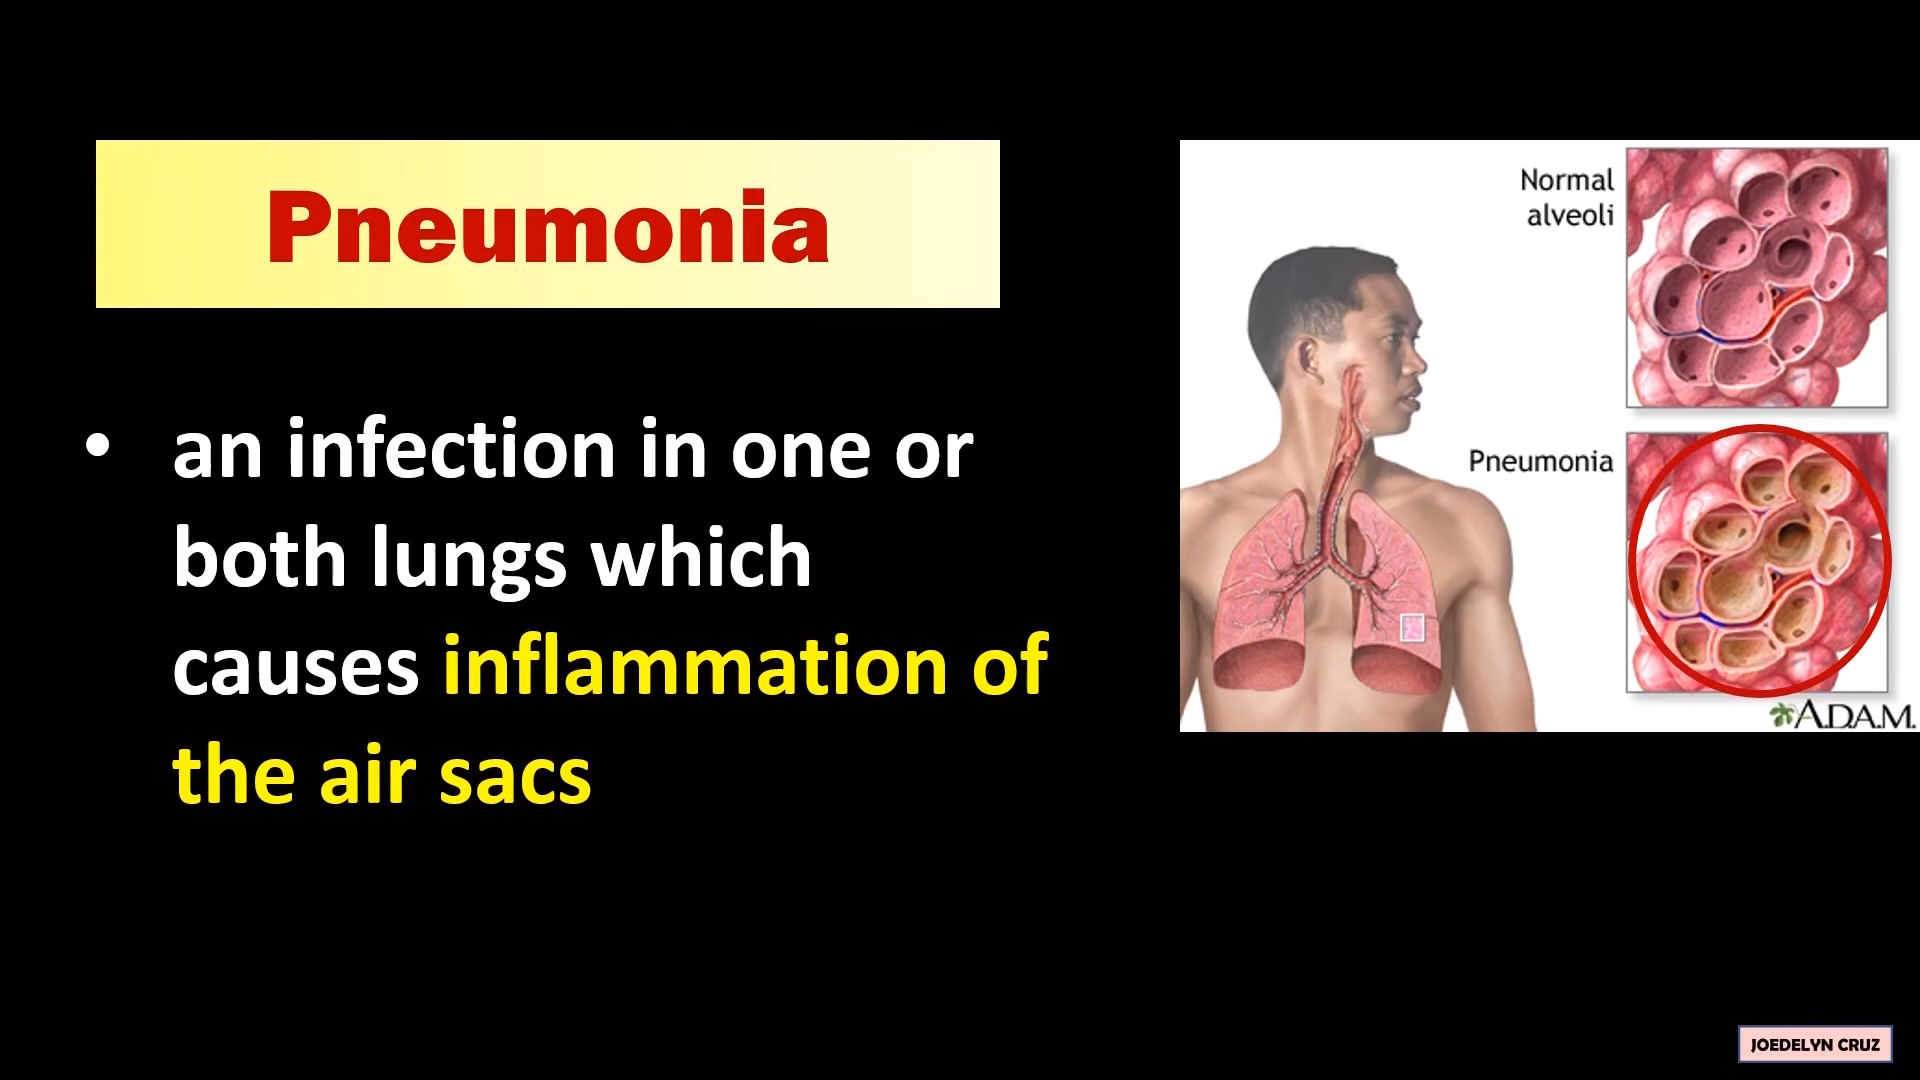 Pneumonia
• an infection in one or
both lungs which
causes inflammation of
the air sacs
Normal
alveoli
Pneumonia
A.D.A.M.
JOEDELYN CRUZ